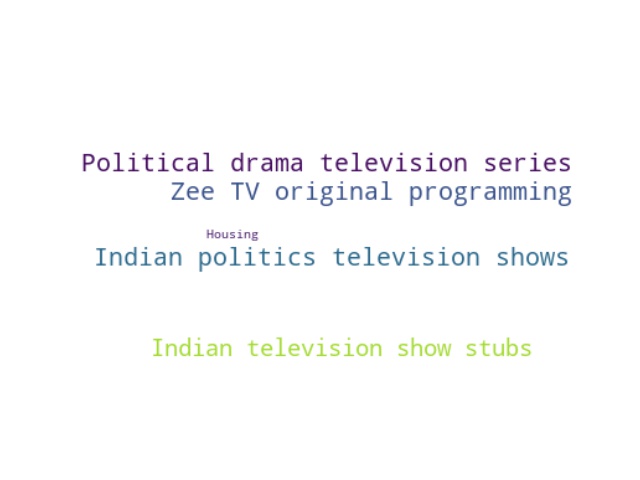 Political drama television series
Zee TV original programming
Housing
Indian politics television shows
Indian television show stubs